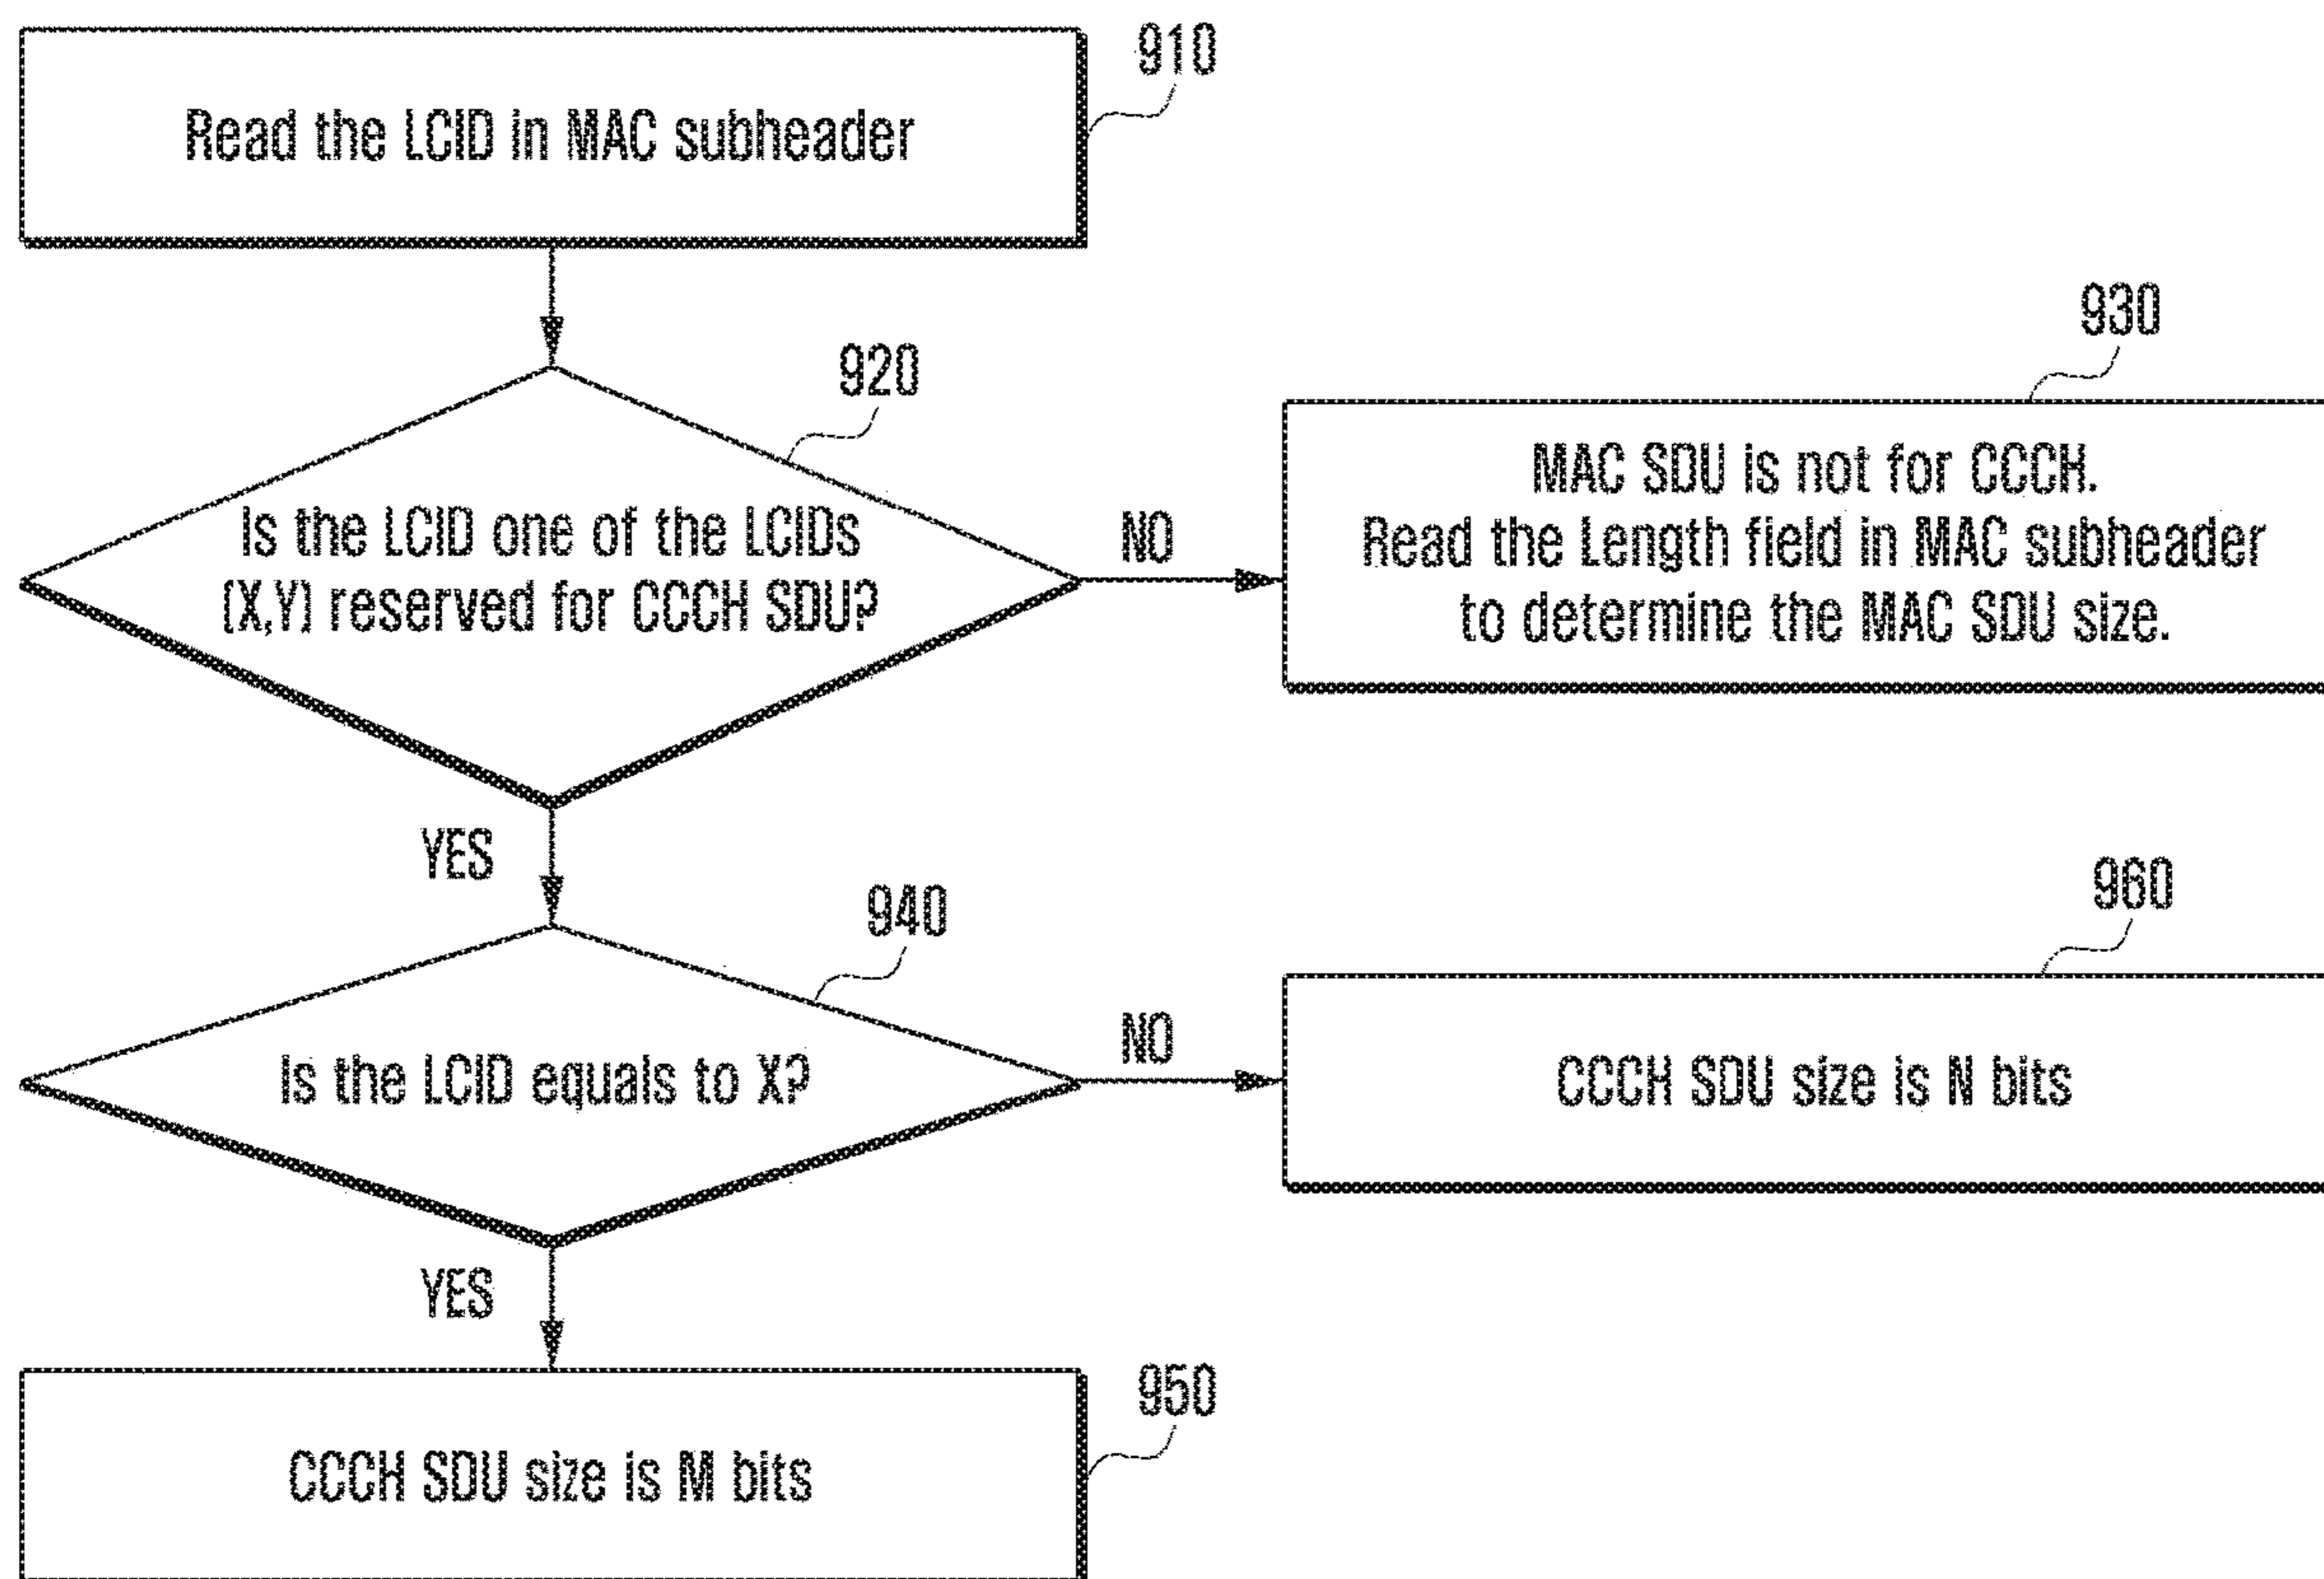 910
Read the LCID in MAC subheader
920
Is the LCID one of the LCIDs
(X,Y) reserved for CCCH SDU?
NO
930
MAC SDU is not for CCCH.
Read the Length field in MAC subheader
to determine the MAC SDU size.
YES
940
Is the LCID equals to X?
NO
960
CCCH SDU size is N bits
YES
950
CCCH SDU size is M bits